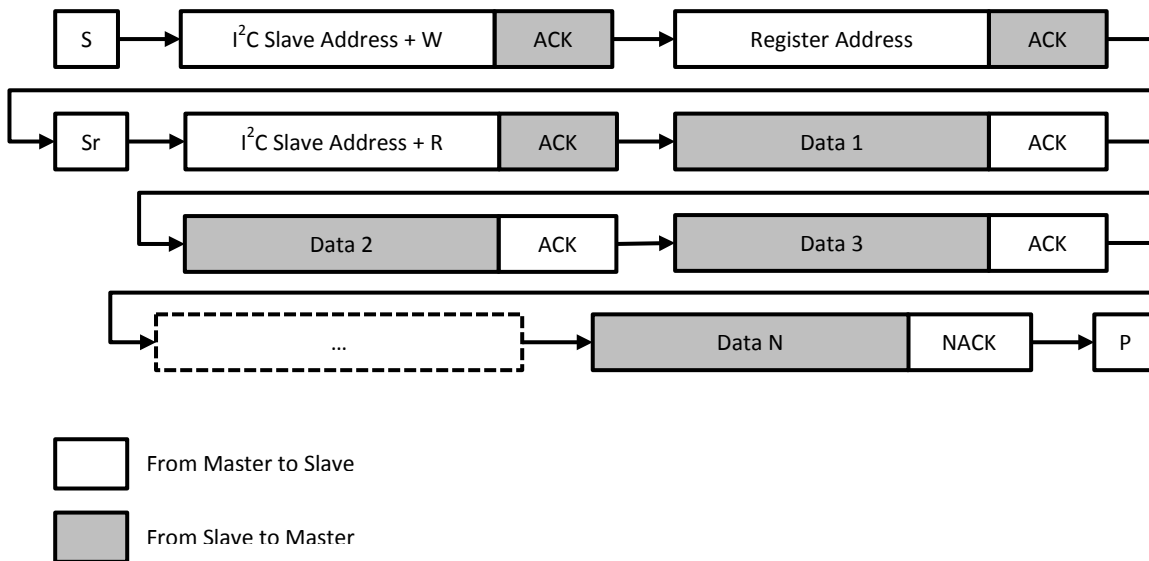 S I²C Slave Address + W ACK Register Address ACK
Sr I²C Slave Address + R ACK Data 1 ACK
Data 2 ACK Data 3 ACK
... Data N NACK P
From Master to Slave
From Slave to Master